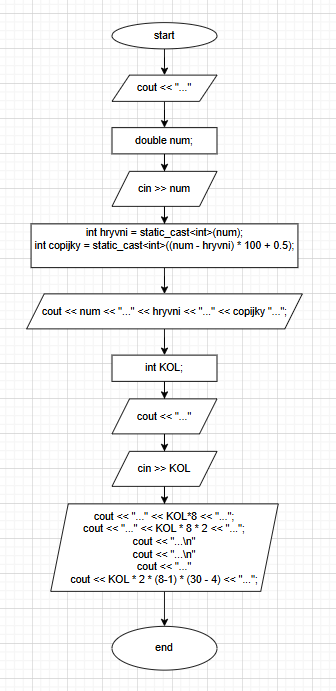 start
cout << "..."
double num;
cin >> num
int hryvni = static_cast<int>(num);
int copijky = static_cast<int>((num - hryvni) * 100 + 0.5);
cout << num << "..." << hryvni << "..." << copijky "...";
int KOL;
cout << "..."
cin >> KOL
cout << "..." << KOL*8 << "...";
cout << "..." << KOL * 8 * 2 << "...";
cout << "...\n"
cout << "...\n"
cout << "..."
cout << KOL * 2 * (8-1) * (30 - 4) << "...";
end